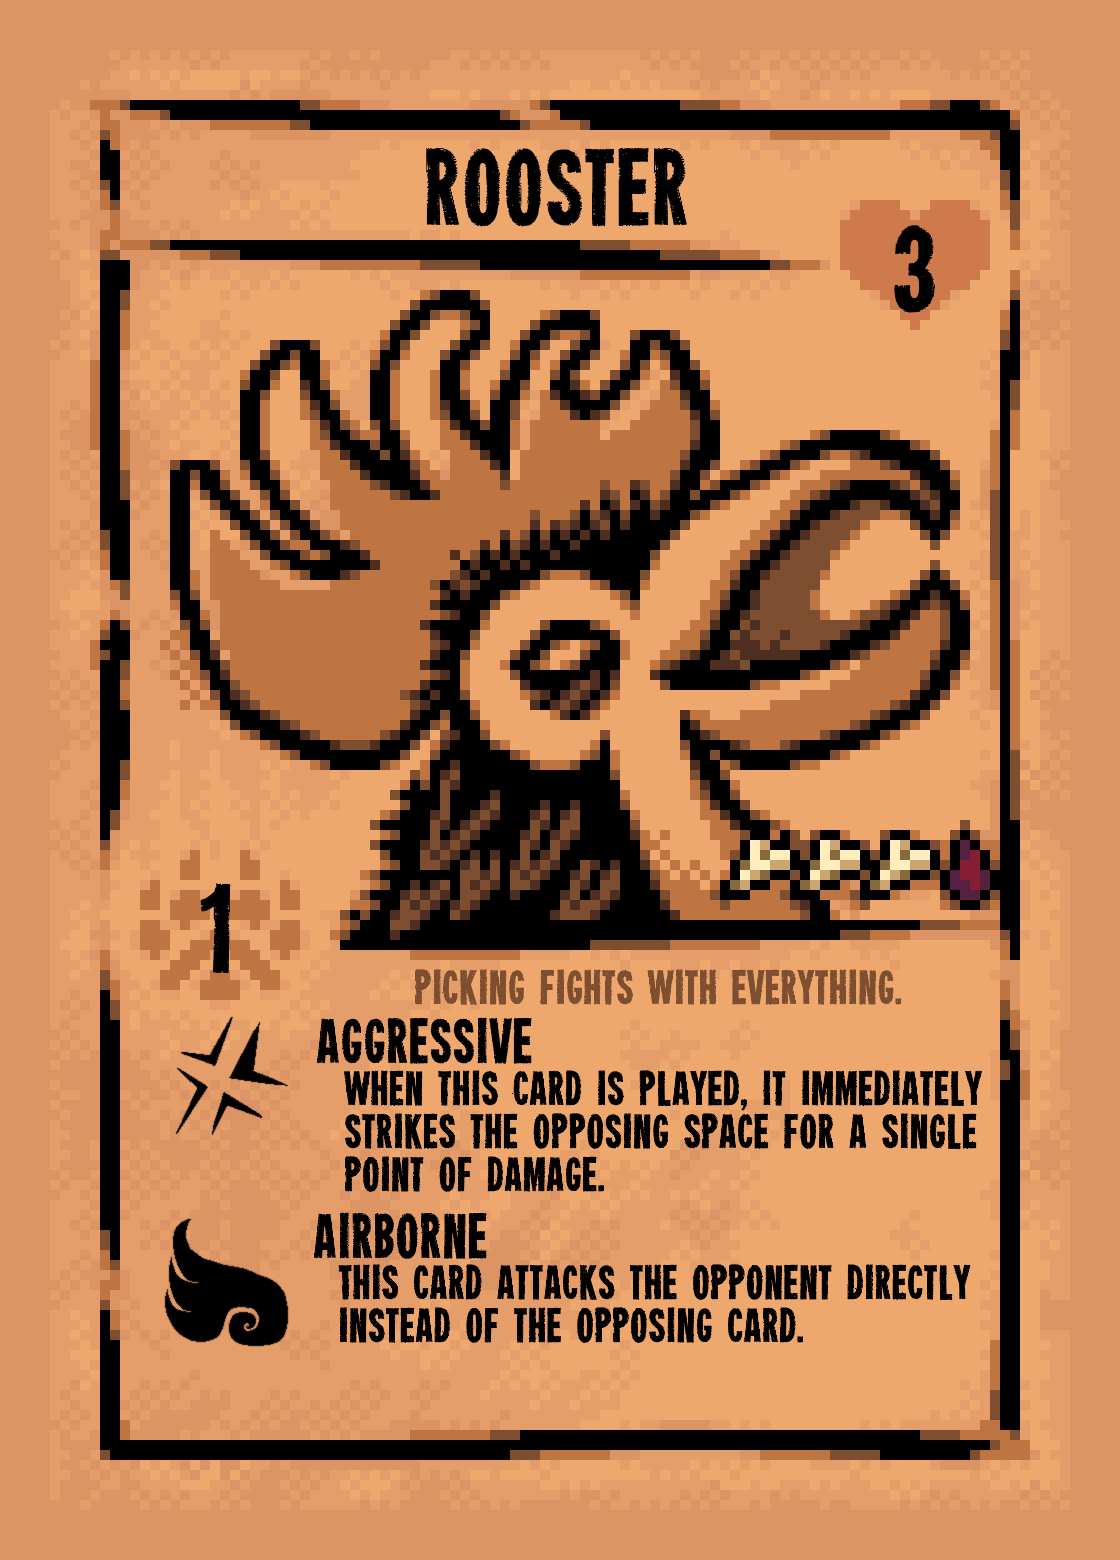 ROOSTER
3
1
PICKING FIGHTS WITH EVERYTHING.
AGGRESSIVE
WHEN THIS CARD IS PLAYED, IT IMMEDIATELY
STRIKES THE OPPOSING SPACE FOR A SINGLE
POINT OF DAMAGE.
AIRBORNE
THIS CARD ATTACKS THE OPPONENT DIRECTLY
INSTEAD OF THE OPPOSING CARD.